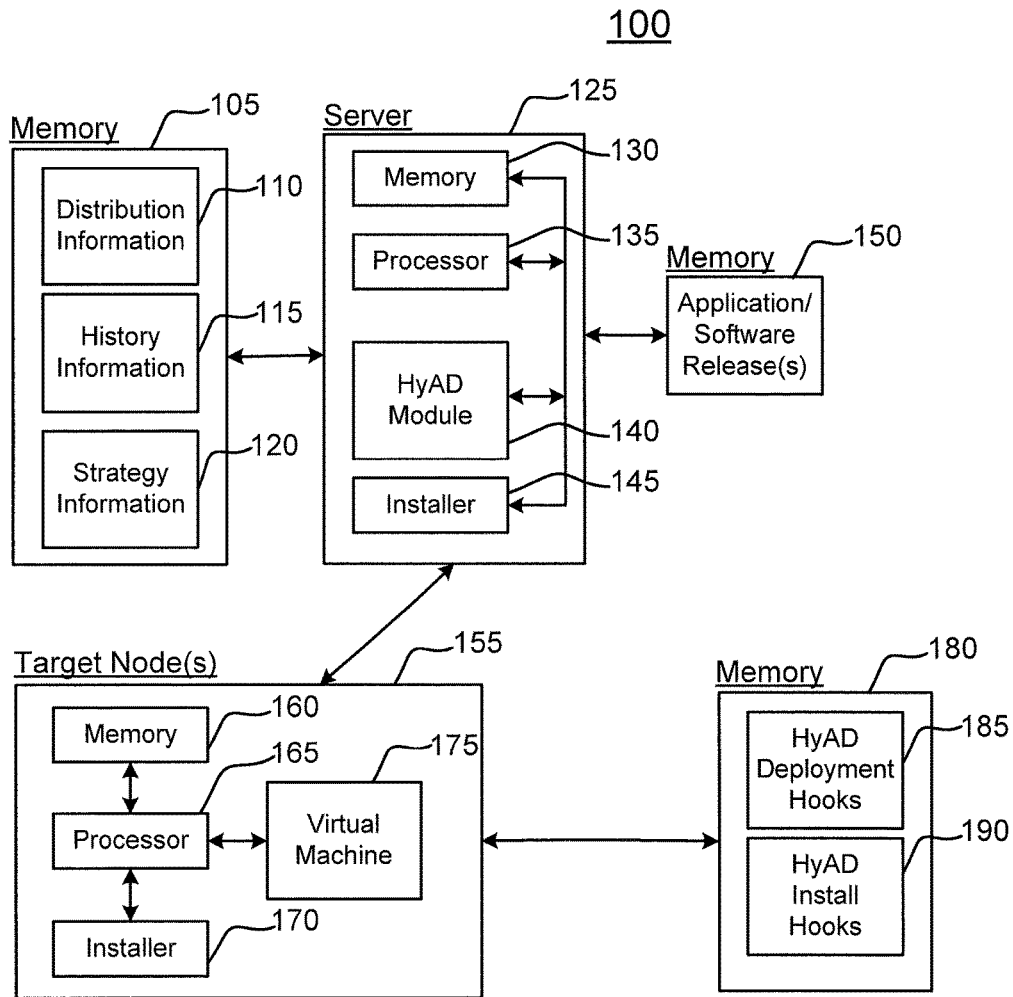 100
105
Memory
110
Distribution
Information
115
History
Information
120
Strategy
Information
125
Server
130
Memory
135
Processor
HyAD
Module
140
145
Installer
150
Memory
Application/
Software
Release(s)
155
Target Node(s)
160
Memory
165
Processor
170
Installer
175
Virtual
Machine
180
Memory
185
HyAD
Deployment
Hooks
190
HyAD
Install
Hooks